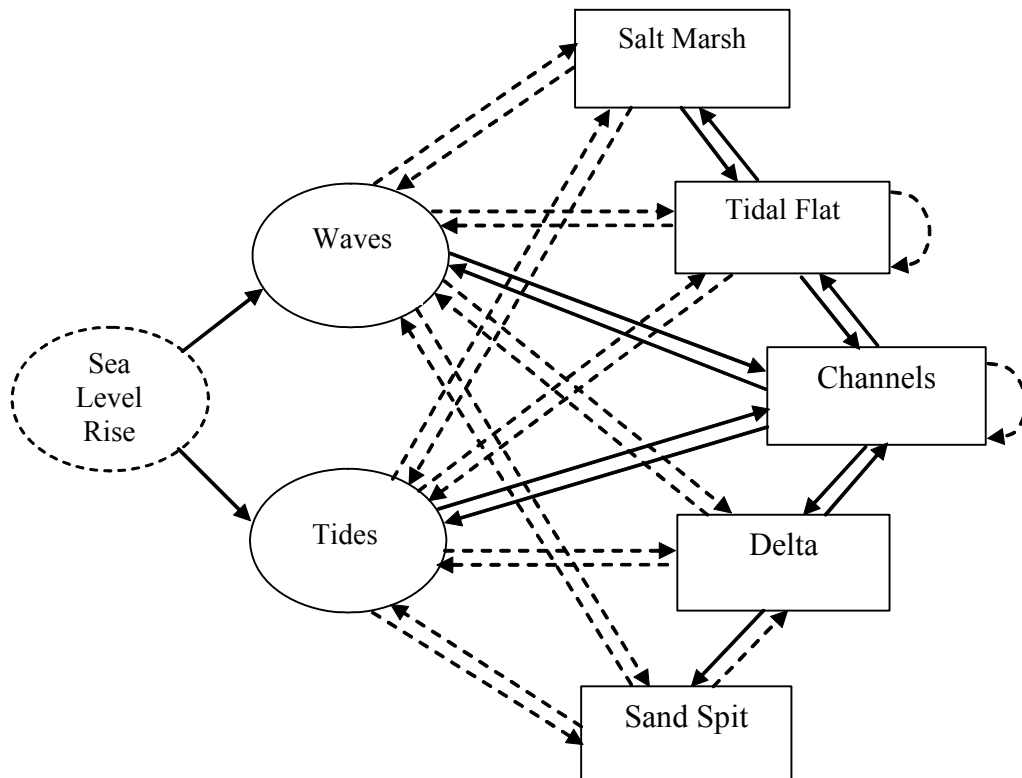 Salt Marsh
Waves
Tidal Flat
Sea
Level
Rise
Channels
Tides
Delta
Sand Spit